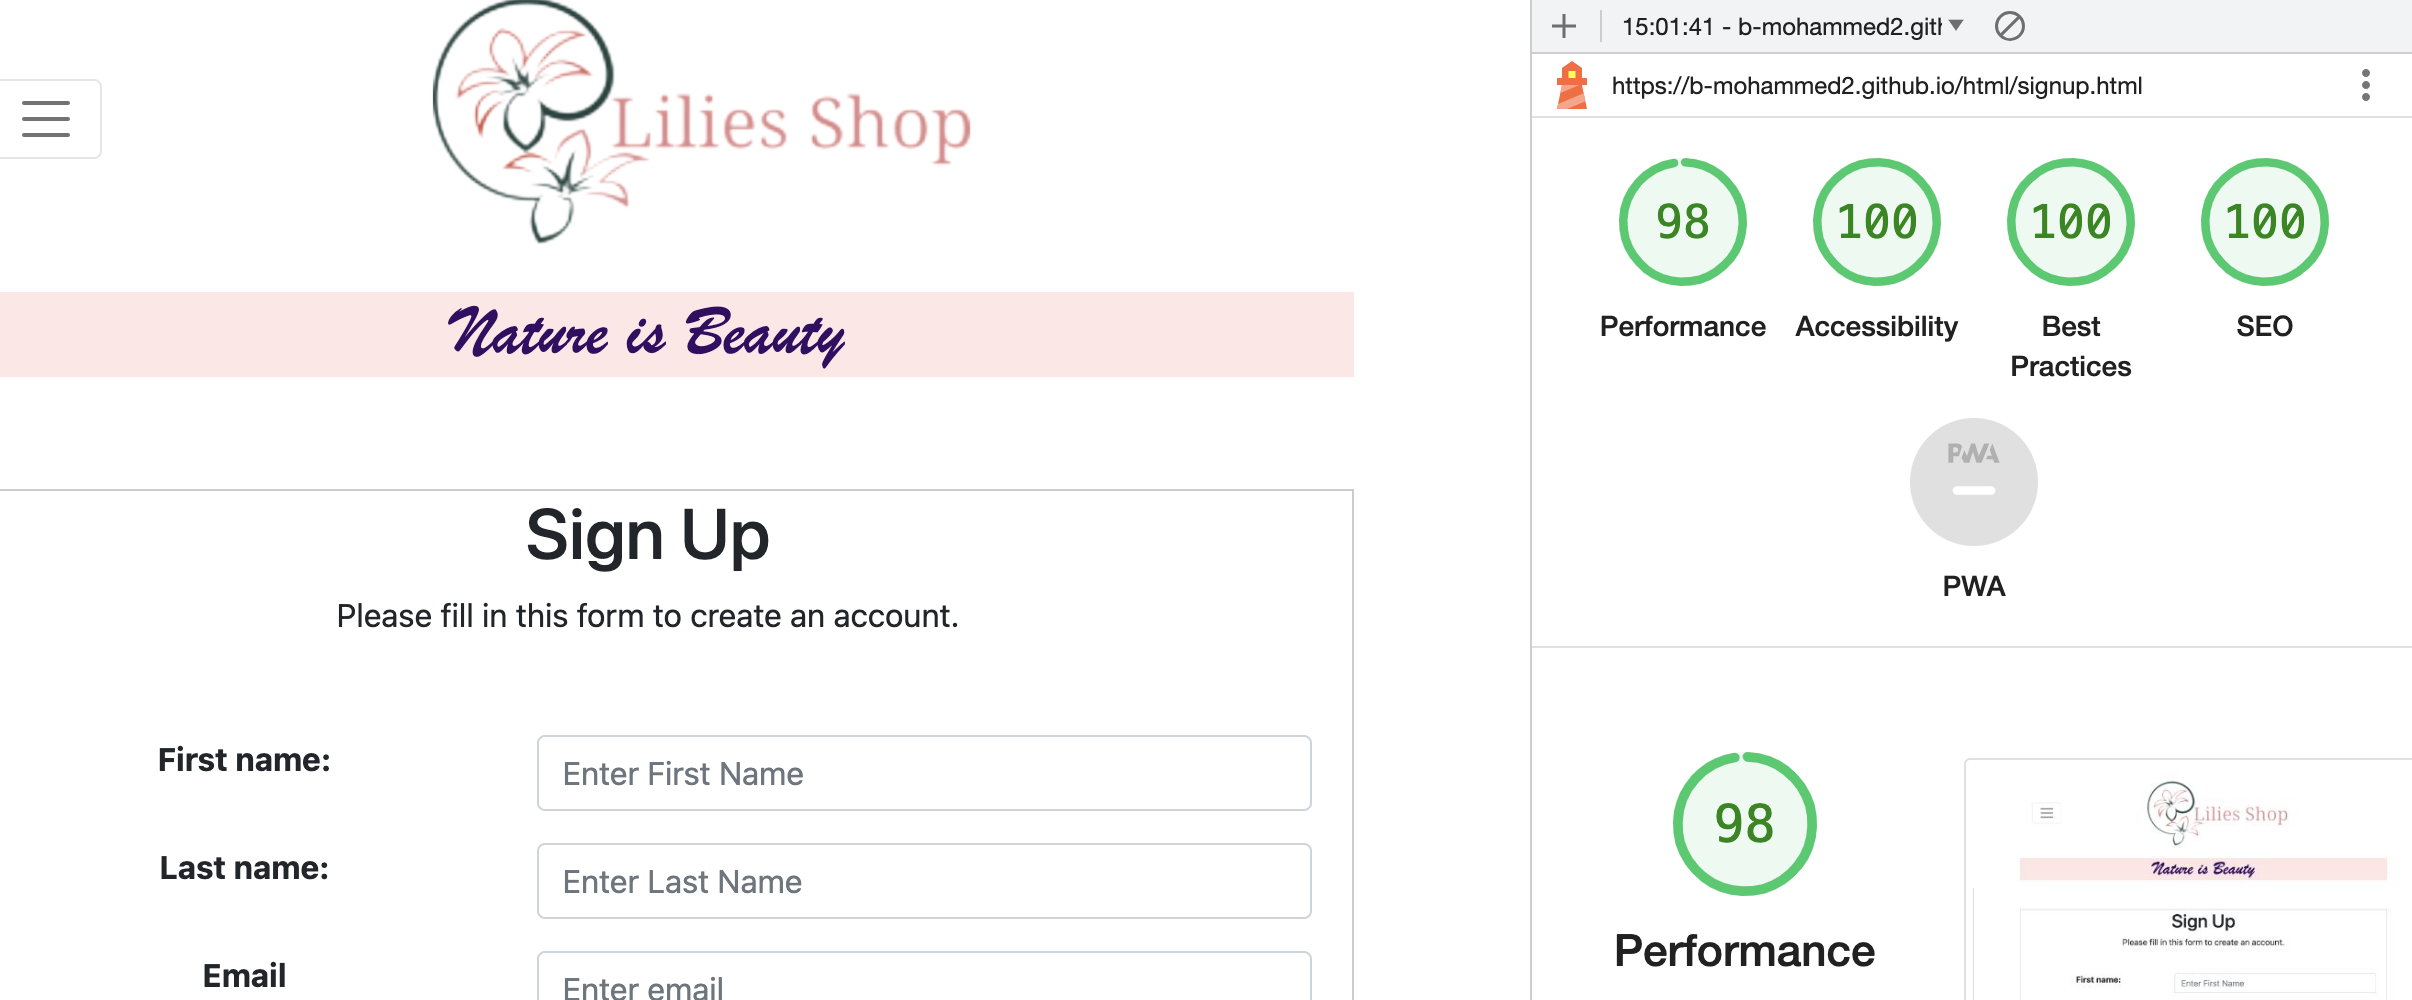 Lilies Shop
Nature is Beauty
Sign Up
Please fill in this form to create an account.
First name:
Enter First Name
Last name:
Enter Last Name
Email
Enter email
15:01:41 - b-mohammed2.gith
https://b-mohammed2.github.io/html/signup.html
98
100
100
100
Performance
Accessibility
Best
Practices
SEO
PWA
PWA
98
Performance
Lilies Shop
Nature is Beauty
Sign Up
Please fill in this form to create an account.
First name:
Enter First Name